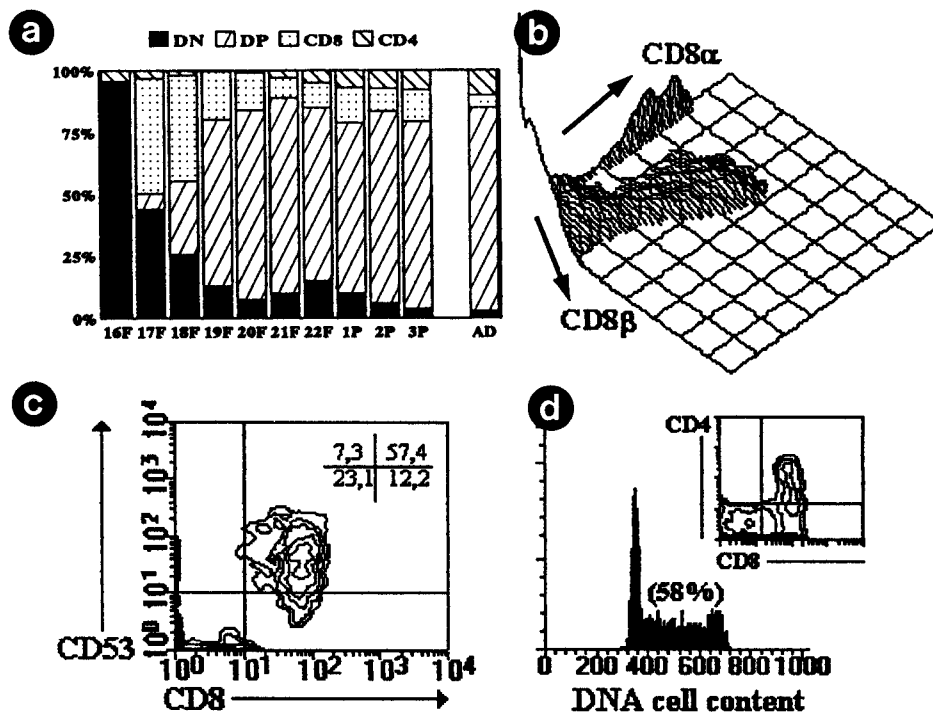 a
DN DP CD8 CD4
100%
75%
50%
25%
0%
16F 17F 18F 19F 20F 21F 22F 1P 2P 3P AD
b
CD8α
CD8β
c
10⁴
10³
10²
10¹
10⁰
7,3 57,4
23,1 12,2
CD53
10⁰ 10¹ 10² 10³ 10⁴
CD8
d
CD4
CD8
(58%)
0 200 400 600 800 1000
DNA cell content